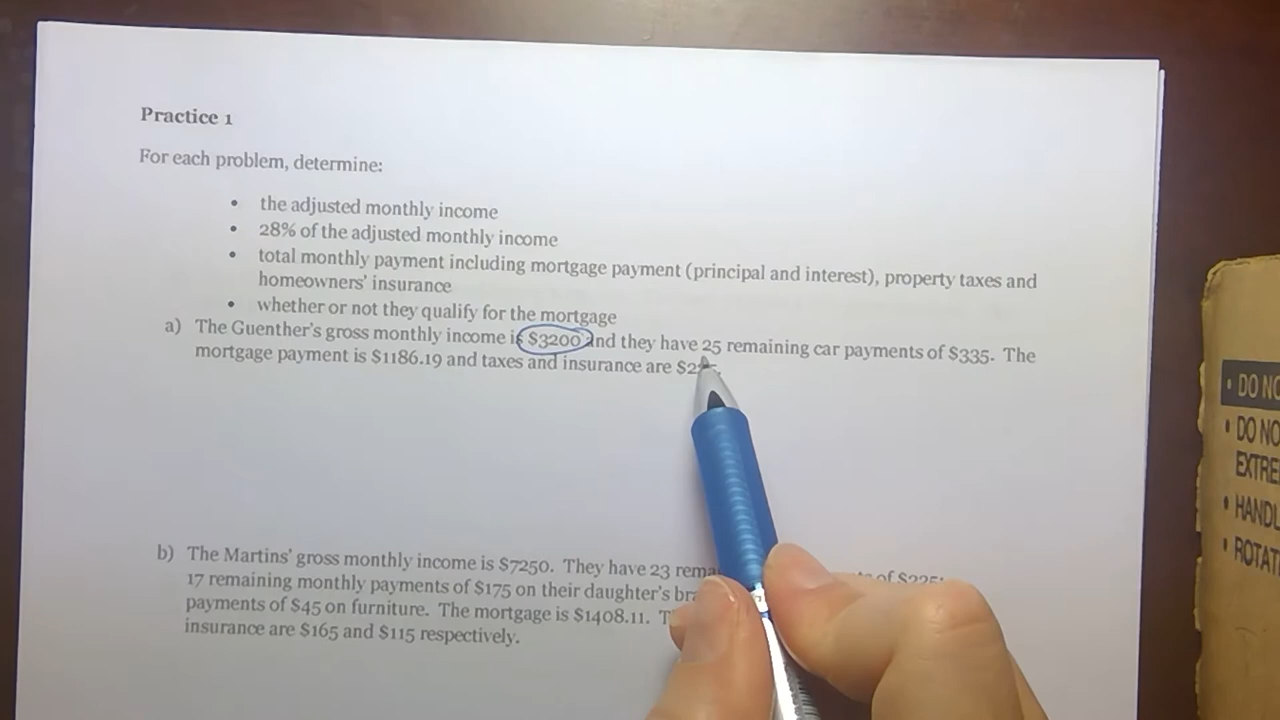 Practice 1
For each problem, determine:
• the adjusted monthly income
• 28% of the adjusted monthly income
• total monthly payment including mortgage payment (principal and interest), property taxes and
homeowners' insurance
• whether or not they qualify for the mortgage
a) The Guenther's gross monthly income is $3200 and they have 25 remaining car payments of $335. The
mortgage payment is $1186.19 and taxes and insurance are
b) The Martins' gross monthly income is $7250. They have 23 of
17 remaining monthly payments of $175 on their daughter's
payments of $45 on furniture. The mortgage is $1408.11.
insurance are $165 and $115 respectively.
• DO
• DO
• 
•